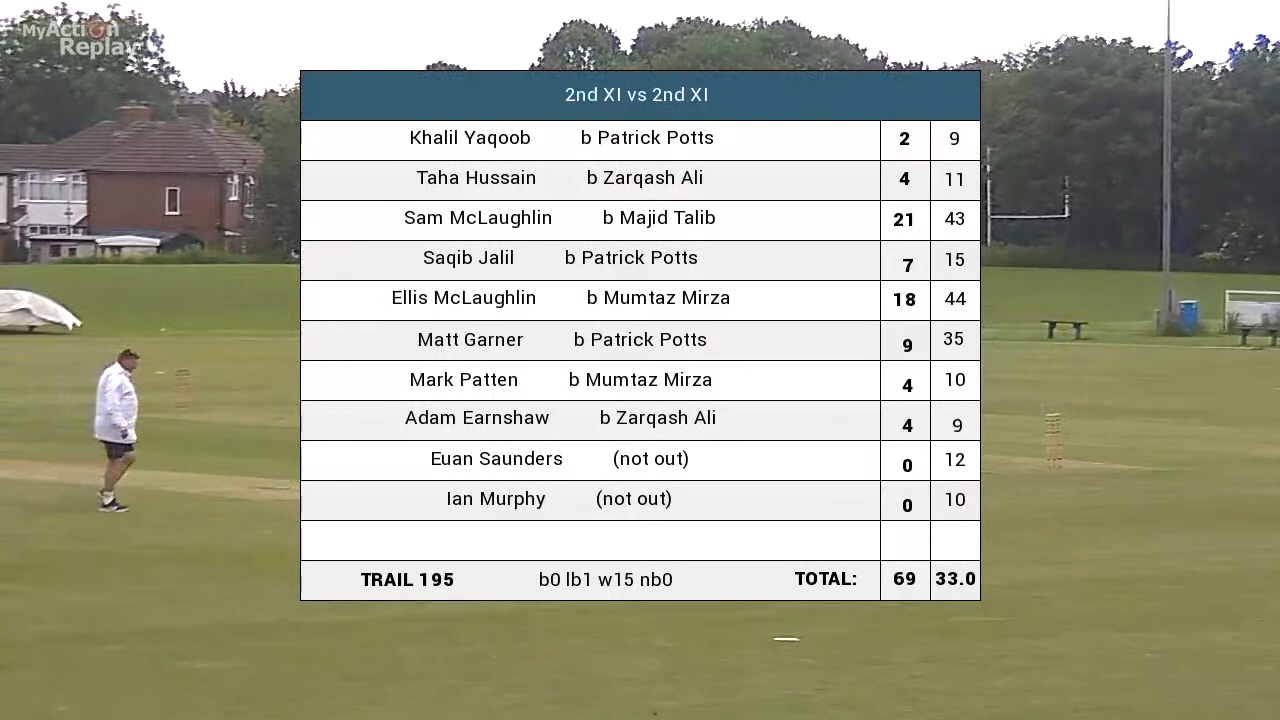 MyAction
Replay
2nd XI vs 2nd XI
Khalil Yaqoob b Patrick Potts 2 9
Taha Hussain b Zarqash Ali 4 11
Sam McLaughlin b Majid Talib 21 43
Saqib Jalil b Patrick Potts 7 15
Ellis McLaughlin b Mumtaz Mirza 18 44
Matt Garner b Patrick Potts 9 35
Mark Patten b Mumtaz Mirza 4 10
Adam Earnshaw b Zarqash Ali 4 9
Euan Saunders (not out) 0 12
Ian Murphy (not out) 0 10
TRAIL 195 b0 lb1 w15 nb0 TOTAL: 69 33.0